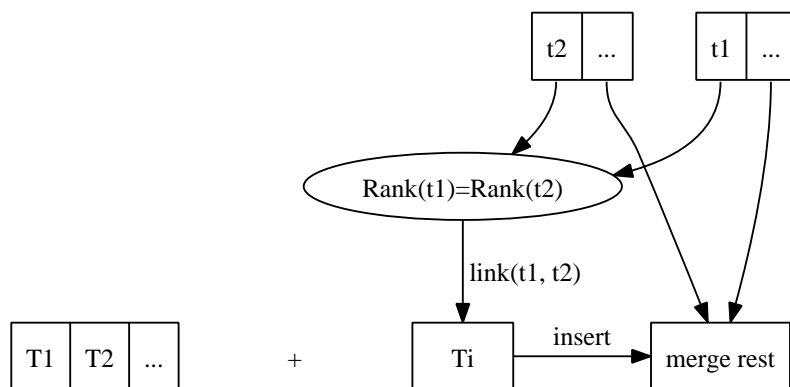 t2 ... t1 ...
Rank(t1)=Rank(t2)
link(t1, t2)
T1 T2 ... + Ti insert merge rest